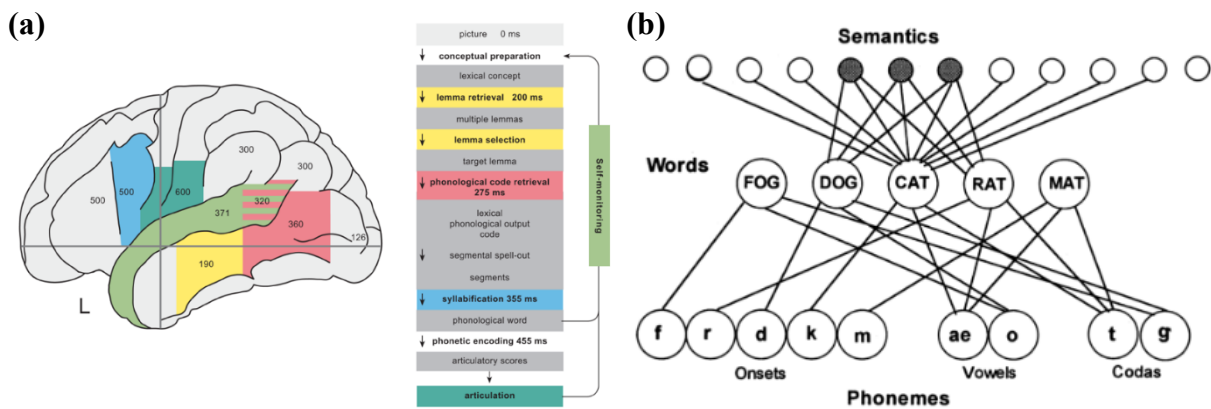 (a)
500
500
600
300
300
371
320
360
126
190
L
picture 0 ms
conceptual preparation
lexical concept
lemma retrieval 200 ms
multiple lemmas
lemma selection
target lemma
phonological code retrieval
275 ms
lexical
phonological output
code
segmental spell-out
segments
syllabification 355 ms
phonological word
phonetic encoding 455 ms
articulatory scores
articulation
Self-monitoring
(b)
Semantics
Words
FOG DOG CAT RAT MAT
f r d k m ae o t g
Onsets Vowels Codas
Phonemes